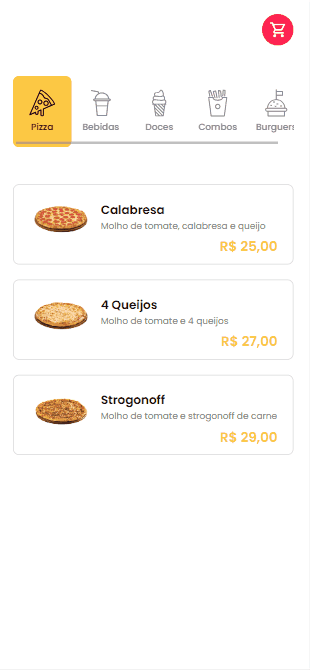 Pizza Bebidas Doces Combos Burguers
Calabresa
Molho de tomate, calabresa e queijo
R$ 25,00
4 Queijos
Molho de tomate e 4 queijos
R$ 27,00
Strogonoff
Molho de tomate e strogonoff de carne
R$ 29,00